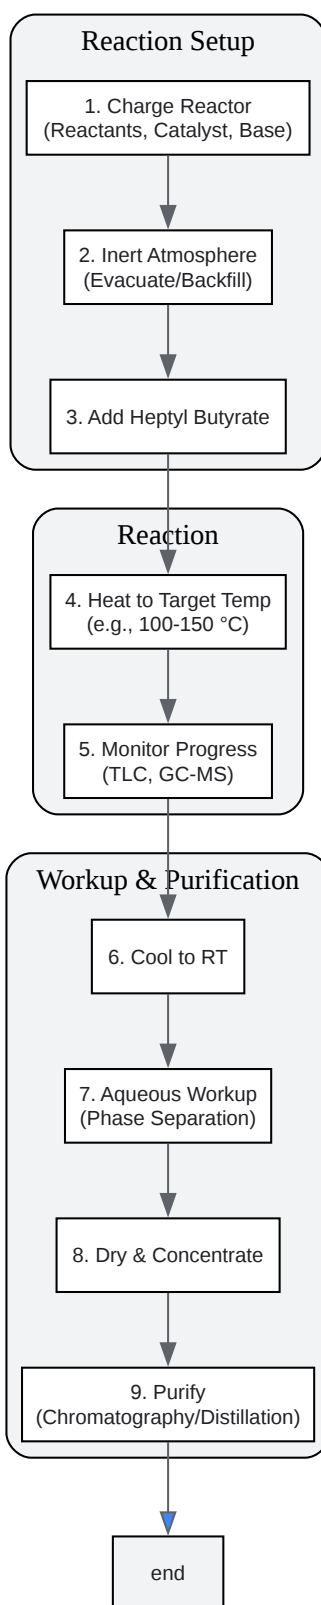 Reaction Setup
1. Charge Reactor
(Reactants, Catalyst, Base)
2. Inert Atmosphere
(Evacuate/Backfill)
3. Add Heptyl Butyrate
Reaction
4. Heat to Target Temp
(e.g., 100-150 °C)
5. Monitor Progress
(TLC, GC-MS)
Workup & Purification
6. Cool to RT
7. Aqueous Workup
(Phase Separation)
8. Dry & Concentrate
9. Purify
(Chromatography/Distillation)
end